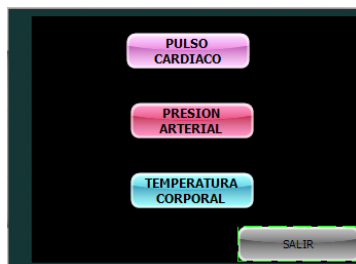 PULSO
CARDIACO
PRESION
ARTERIAL
TEMPERATURA
CORPORAL
SALIR